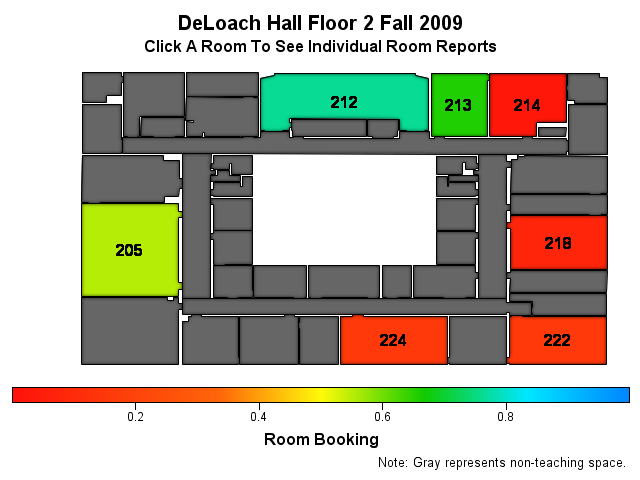 DeLoach Hall Floor 2 Fall 2009
Click A Room To See Individual Room Reports
212
213
214
205
218
224
222
0.2
0.4
0.6
0.8
Room Booking
Note: Gray represents non-teaching space.